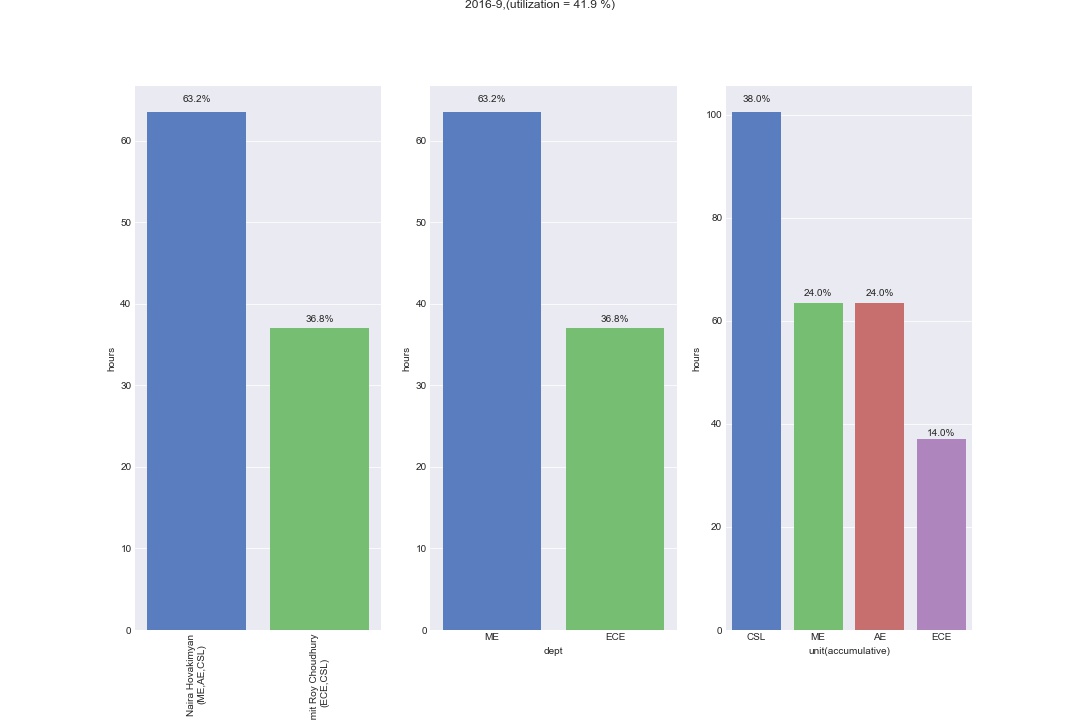 2016-9,(utilization = 41.9 %)
63.2%
36.8%
hours
60
50
40
30
20
10
0
Naira Hovakimyan
(ME,AE,CSL)
mit Roy Choudhury
(ECE,CSL)
63.2%
36.8%
hours
60
50
40
30
20
10
0
ME
ECE
dept
38.0%
24.0%
24.0%
14.0%
hours
100
80
60
40
20
0
CSL
ME
AE
ECE
unit(accumulative)